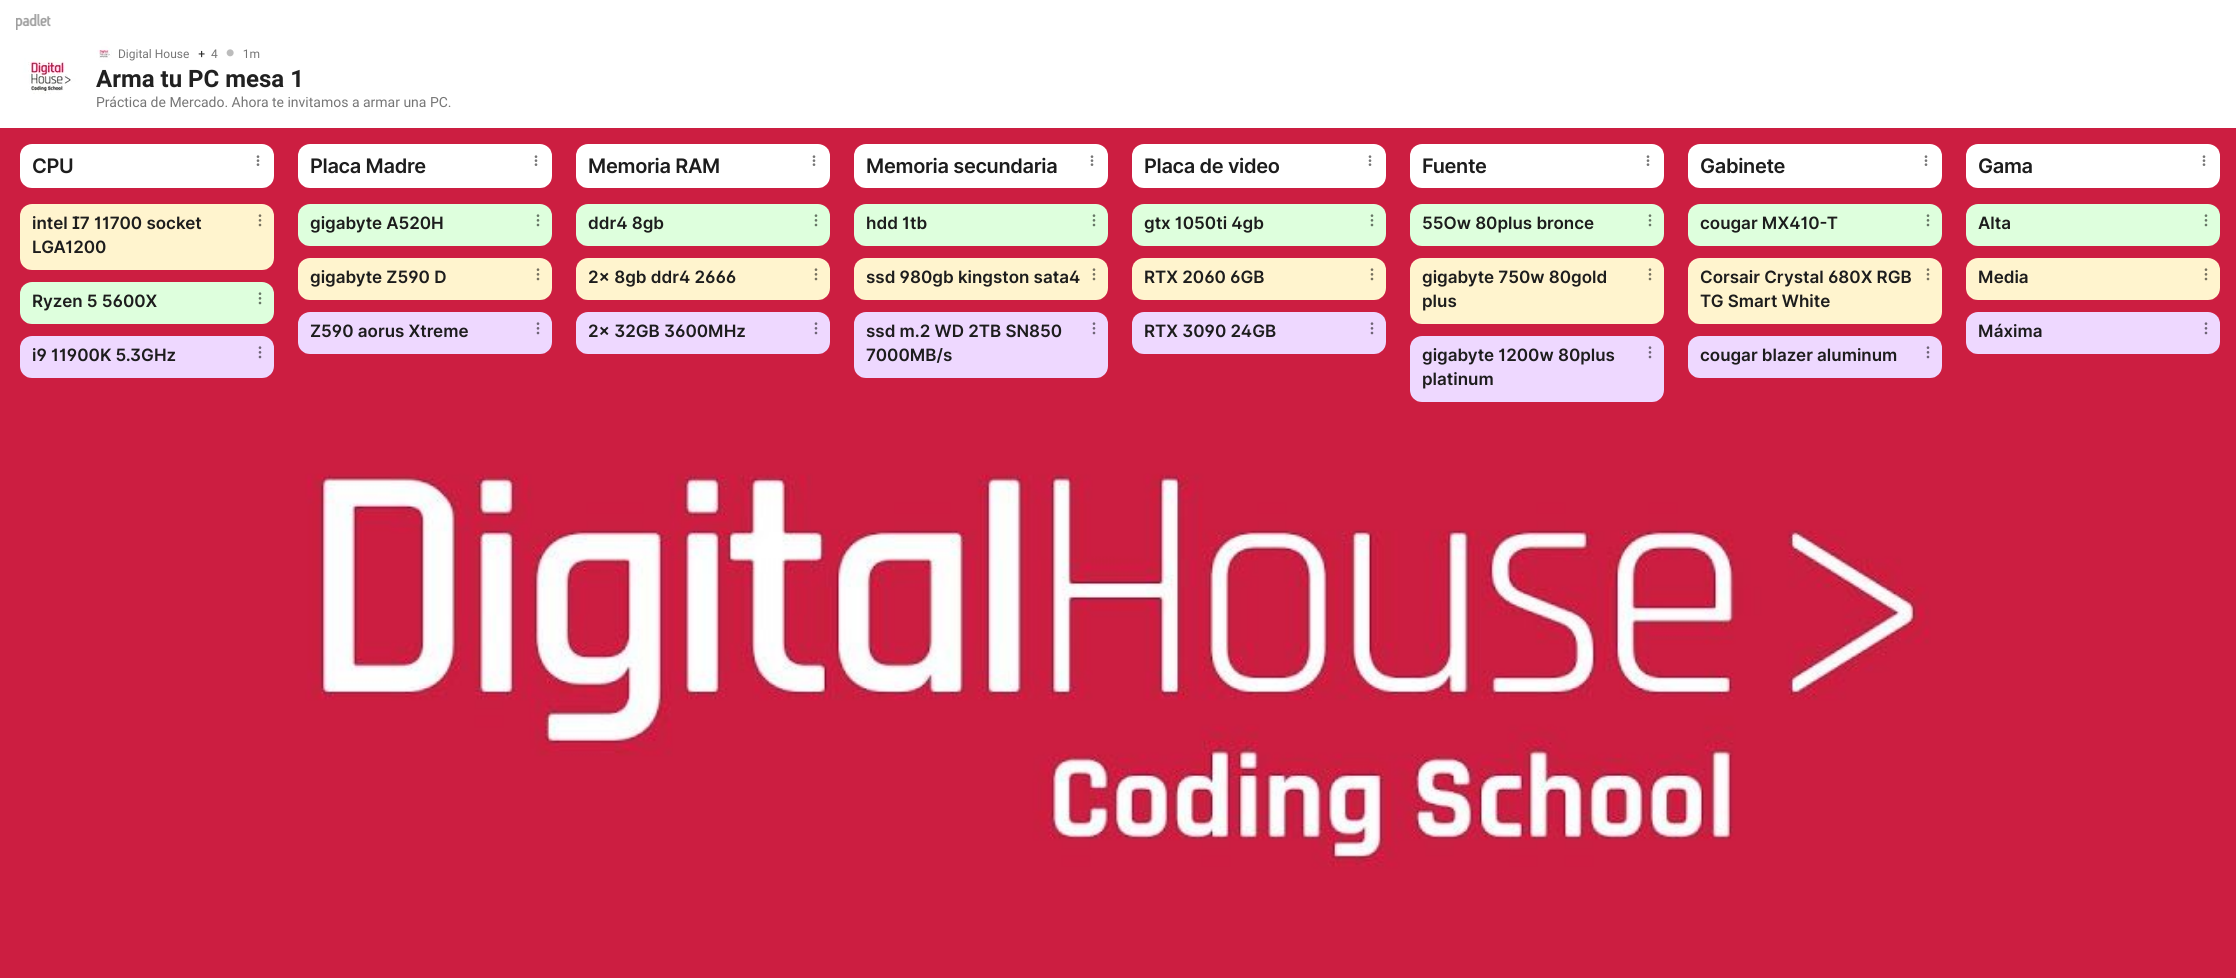 padlet
Digital House + 4 1m
Digital
House>
Coding School
Arma tu PC mesa 1
Práctica de Mercado. Ahora te invitamos a armar una PC.
CPU
intel I7 11700 socket
LGA1200
Ryzen 5 5600X
i9 11900K 5.3GHz
Placa Madre
gigabyte A520H
gigabyte Z590 D
Z590 aorus Xtreme
Memoria RAM
ddr4 8gb
2x 8gb ddr4 2666
2x 32GB 3600MHz
Memoria secundaria
hdd 1tb
ssd 980gb kingston sata4
ssd m.2 WD 2TB SN850
7000MB/s
Placa de video
gtx 1050ti 4gb
RTX 2060 6GB
RTX 3090 24GB
Fuente
550w 80plus bronce
gigabyte 750w 80gold
plus
gigabyte 1200w 80plus
platinum
Gabinete
cougar MX410-T
Corsair Crystal 680X RGB
TG Smart White
cougar blazer aluminum
Gama
Alta
Media
Máxima
DigitalHouse>
Coding School